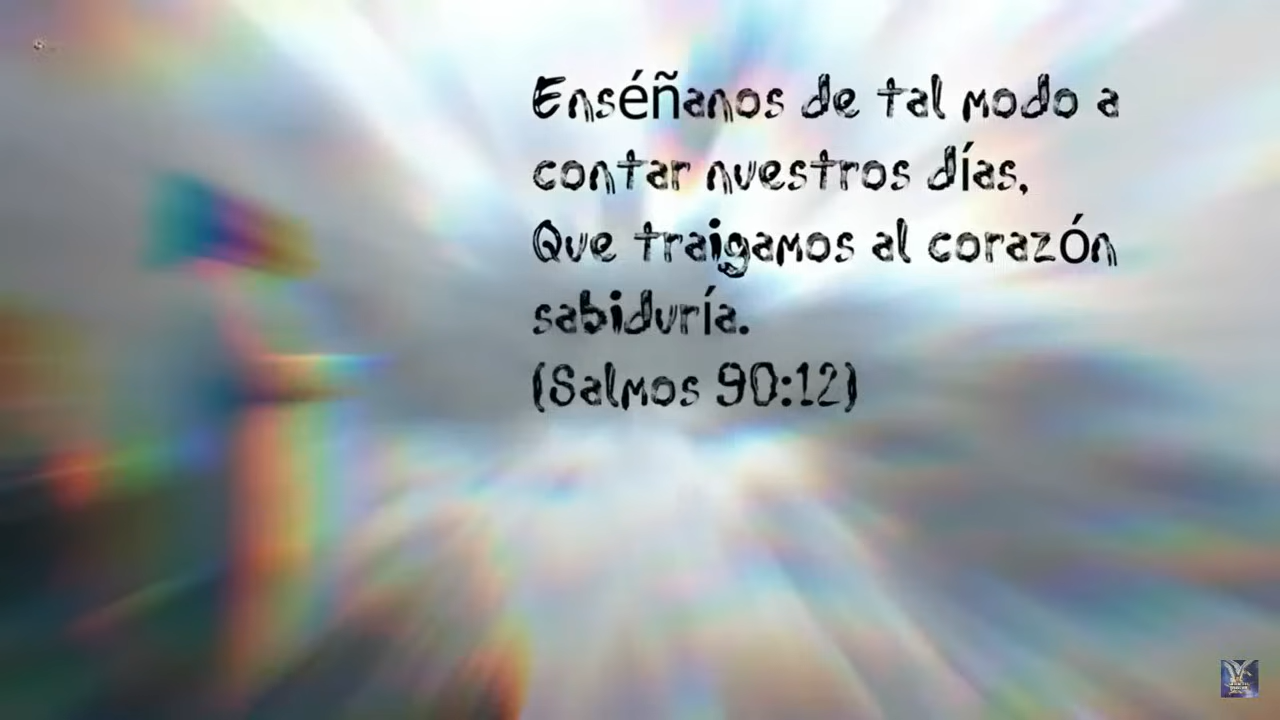 Enséñanos de tal modo a
contar nuestros días,
Que traigamos al corazón
sabiduría.
(Salmos 90:12)